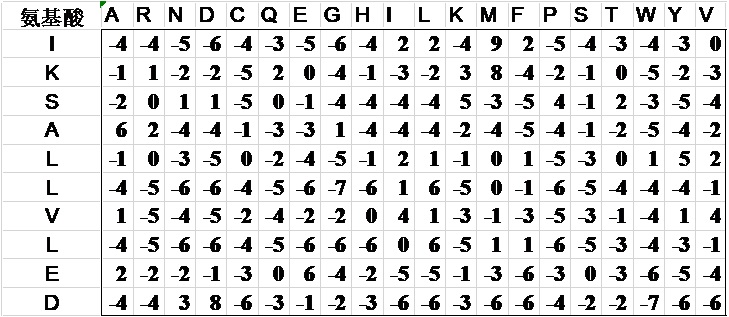 氨基酸 A R N D C Q E G H I L K M F P S T W Y V
I -4 -4 -5 -6 -4 -3 -5 -6 -4 2 2 -4 9 2 -5 -4 -3 -4 -3 0
K -1 1 -2 -2 -5 2 0 -4 -1 -3 -2 3 8 -4 -2 -1 0 -5 -2 -3
S -2 0 1 1 -5 0 -1 -4 -4 -4 -4 5 -3 -5 4 -1 2 -3 -5 -4
A 6 2 -4 -4 -1 -3 -3 1 -4 -4 -4 -2 -4 -5 -4 -1 -2 -5 -4 -2
L -1 0 -3 -5 0 -2 -4 -5 -1 2 1 -1 0 1 -5 -3 0 1 5 2
L -4 -5 -6 -6 -4 -5 -6 -7 -6 1 6 -5 0 -1 -6 -5 -4 -4 -4 -1
V 1 -5 -4 -5 -2 -4 -2 -2 0 4 1 -3 -1 -3 -5 -3 -1 -4 1 4
L -4 -5 -6 -6 -4 -5 -6 -6 -6 0 6 -5 1 1 -6 -5 -3 -4 -3 -1
E 2 -2 -2 -1 -3 0 6 -4 -2 -5 -5 -1 -3 -6 -3 0 -3 -6 -5 -4
D -4 -4 3 8 -6 -3 -1 -2 -3 -6 -6 -3 -6 -6 -4 -2 -2 -7 -6 -6